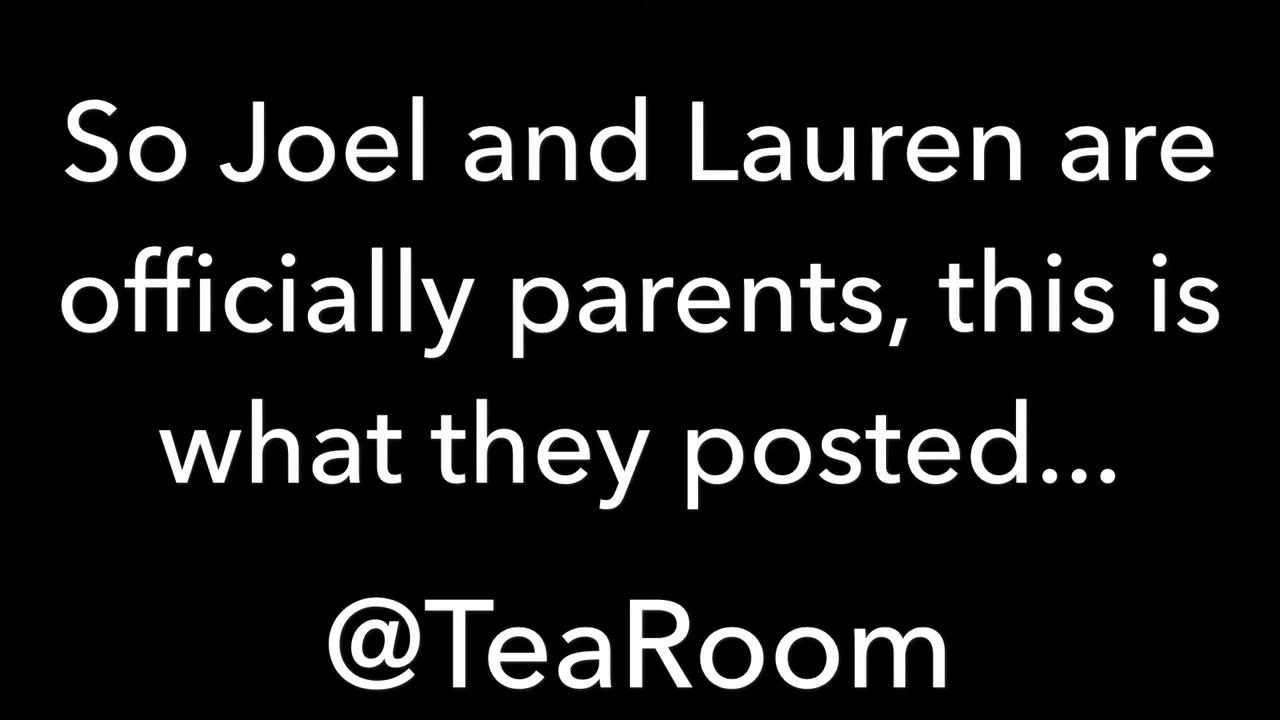 So Joel and Lauren are
officially parents, this is
what they posted...
@TeaRoom